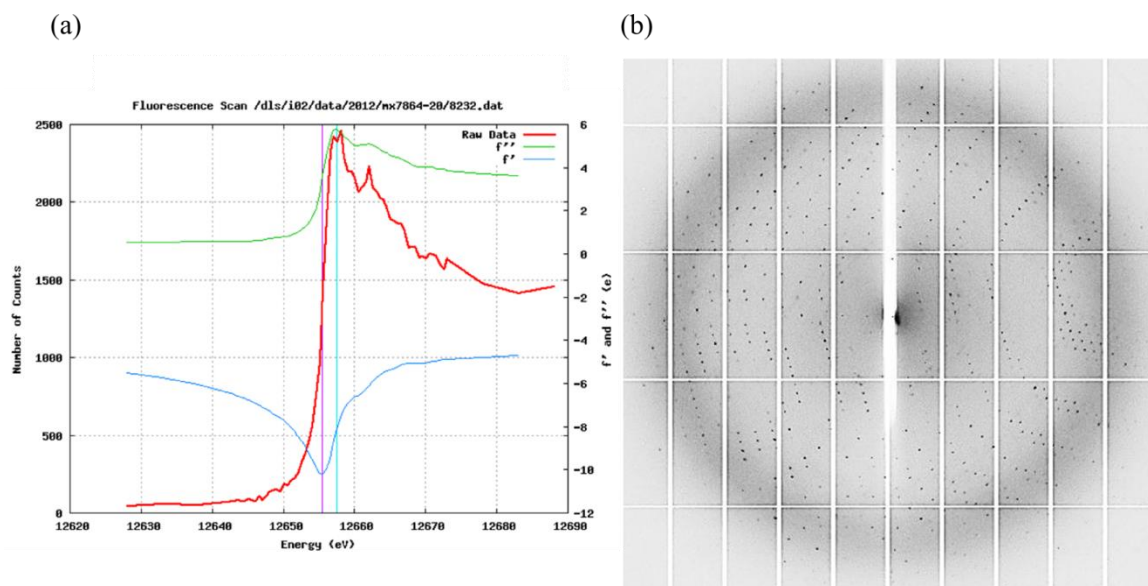 (a)
(b)
Fluorescence Scan /dls/i02/data/2012/mx7864-20/8232.dat
Raw Data
f''
f'
2500
2000
1500
1000
500
0
Number of Counts
6
4
2
0
-2
-4
-6
-8
-10
-12
f' and f'' (e)
12620 12630 12640 12650 12660 12670 12680 12690
Energy (eV)